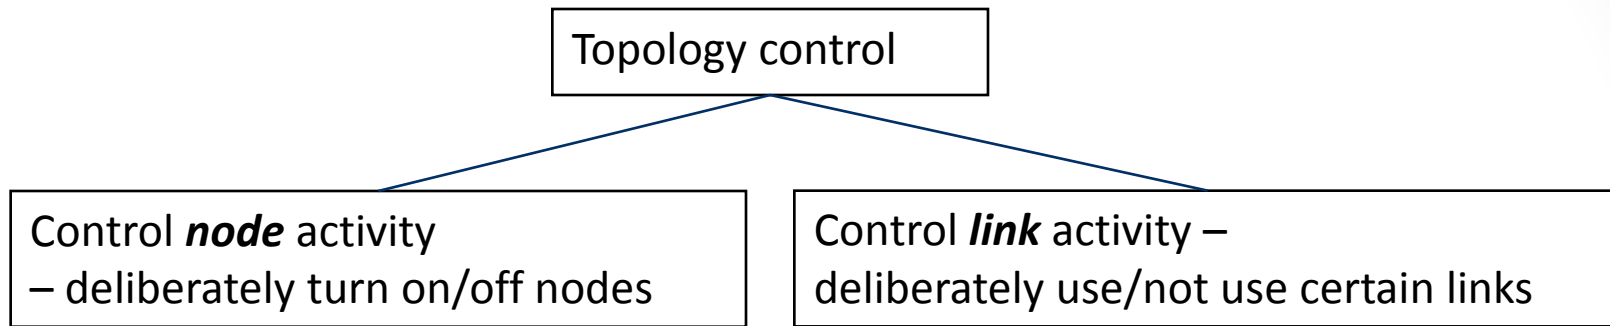 Topology control
Control node activity
– deliberately turn on/off nodes
Control link activity –
deliberately use/not use certain links